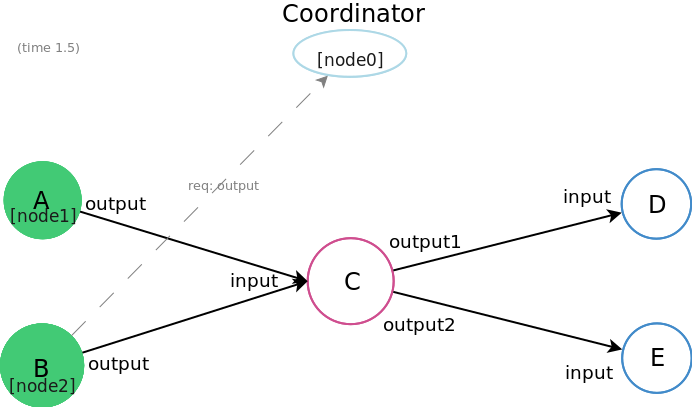 Coordinator
(time 1.5)
[node0]
req: output
A
[node1]
output
input
D
output1
input
C
output2
B
[node2]
output
E
input